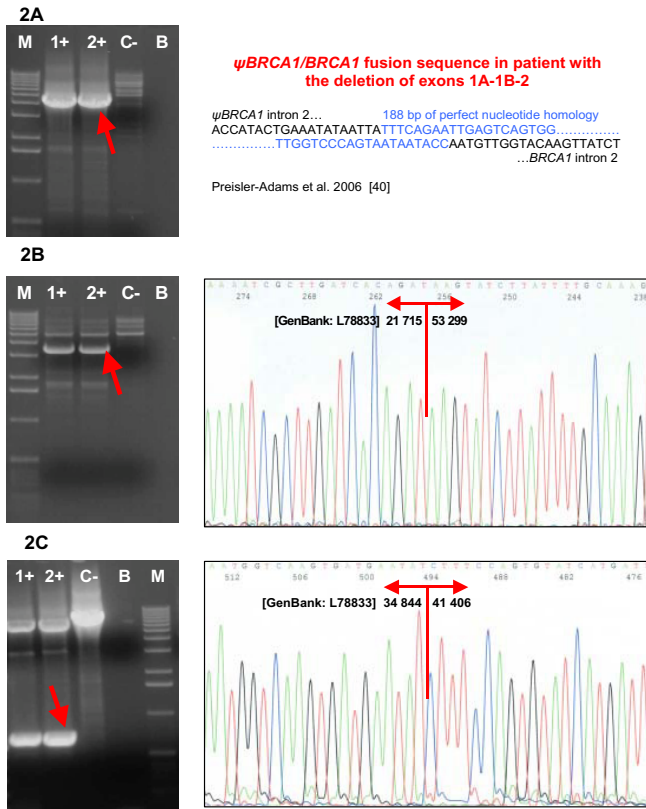 2A
M 1+ 2+ C- B
ψBRCA1/BRCA1 fusion sequence in patient with
the deletion of exons 1A-1B-2
ψBRCA1 intron 2… 188 bp of perfect nucleotide homology
ACCATACTGAAATATAATTATTTCAGAATTGAGTCAGTGG……………
……………TTGGTCCCAGTAATAATACCAATGTTGGTACAAGTTATCT
…BRCA1 intron 2
Preisler-Adams et al. 2006 [40]
2B
M 1+ 2+ C- B
AAAATCGCTTGATCACAGATAAGTATCTTATTTTGCAAAG
274 268 262 256 250 244 238
[GenBank: L78833] 21 715 53 299
2C
1+ 2+ C- B M
512 506 500 494 488 482 476
[GenBank: L78833] 34 844 41 406